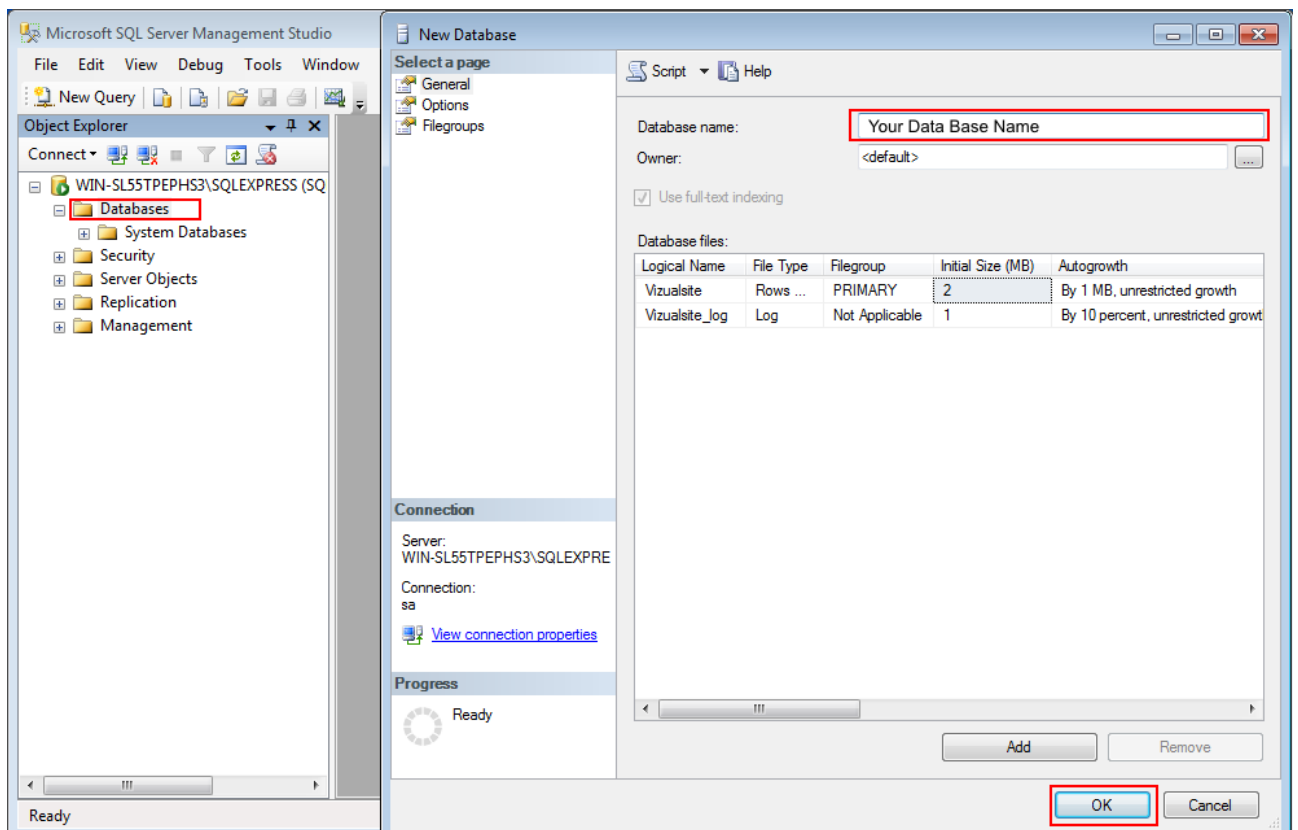 Microsoft SQL Server Management Studio
File Edit View Debug Tools Window
New Query
Object Explorer
Connect
WIN-SL55TPEPHS3\SQLEXPRESS (SQ
Databases
System Databases
Security
Server Objects
Replication
Management
Ready
New Database
Select a page
General
Options
Filegroups
Connection
Server:
WIN-SL55TPEPHS3\SQLEXPRE
Connection:
sa
View connection properties
Progress
Ready
Script Help
Database name: Your Data Base Name
Owner: <default> ...
Use full-text indexing
Database files:
Logical Name File Type Filegroup Initial Size (MB) Autogrowth
Vizualsite Rows ... PRIMARY 2 By 1 MB, unrestricted growth
Vizualsite_log Log Not Applicable 1 By 10 percent, unrestricted growt
Add Remove
OK Cancel